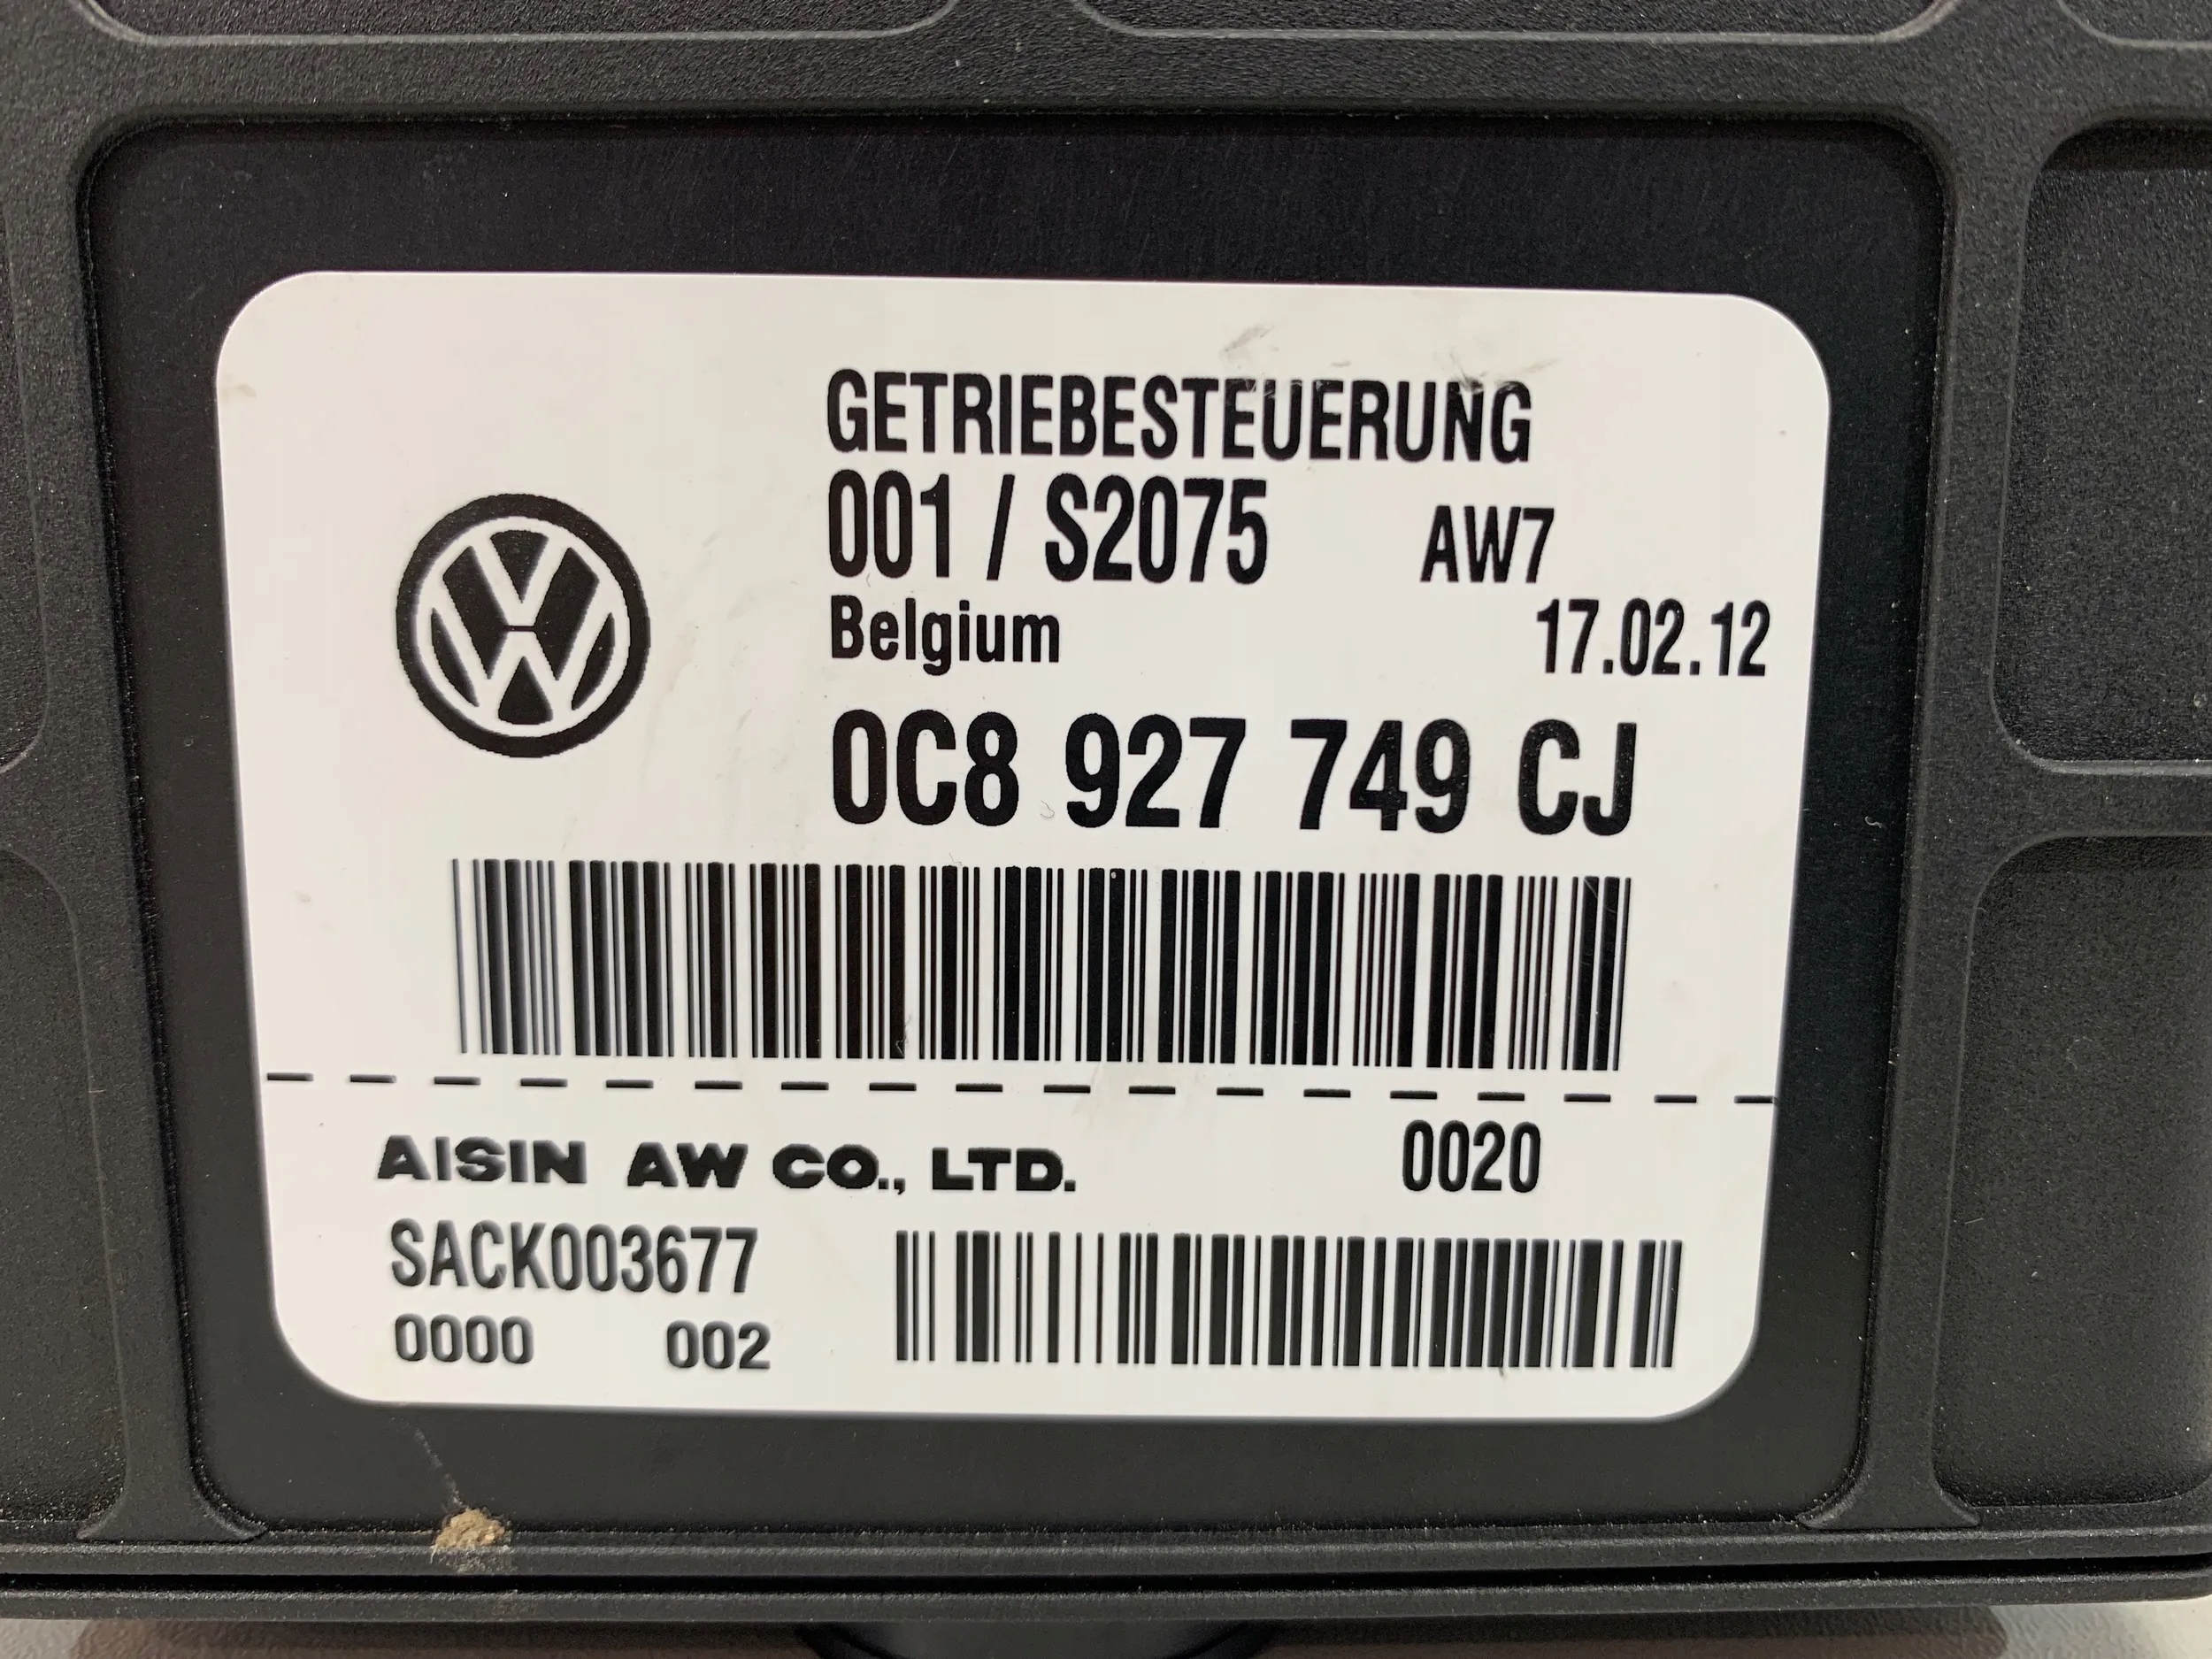 GETRIEBESTEUERUNG
001 / S2075 AW7
Belgium 17.02.12
0C8 927 749 CJ
AISIN AW CO., LTD. 0020
SACK003677
0000 002